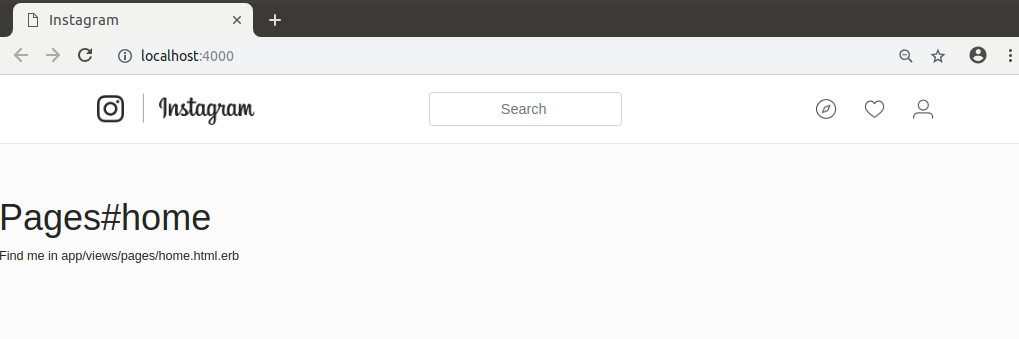 Instagram
localhost:4000
Instagram
Search
Pages#home
Find me in app/views/pages/home.html.erb